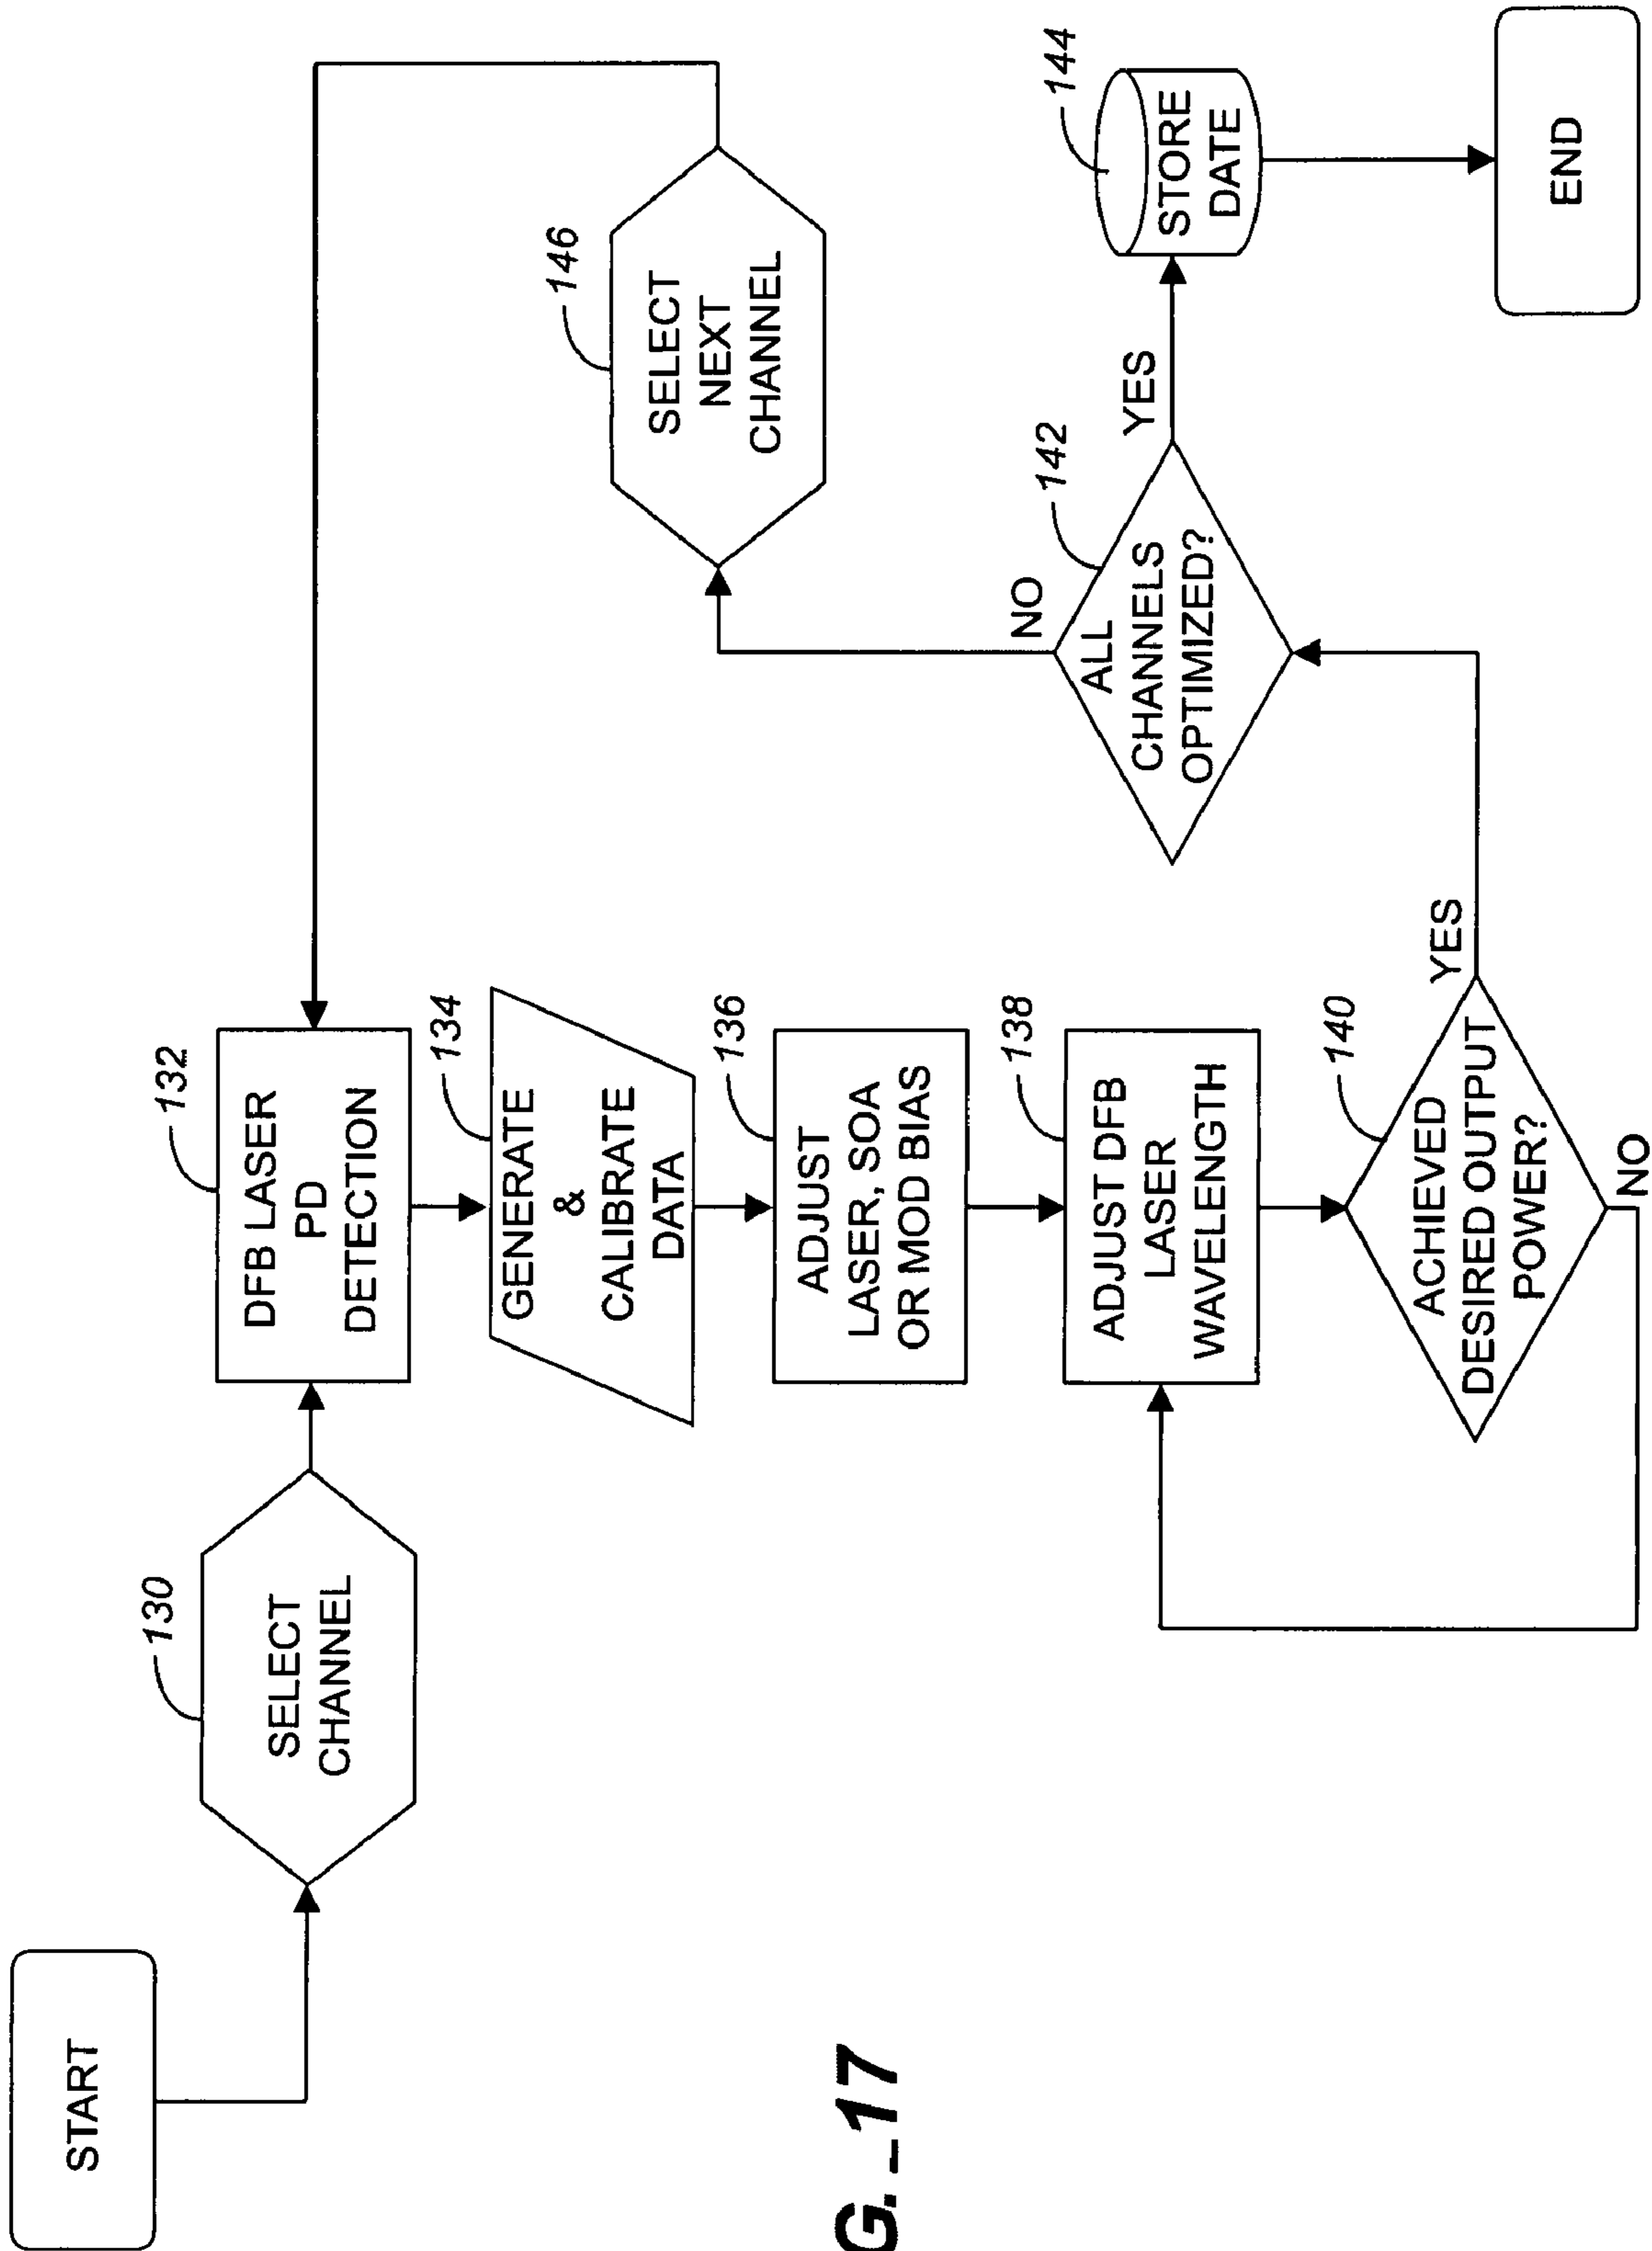 START
130
SELECT
CHANNEL
132
DFB LASER
PD
DETECTION
134
GENERATE
&
CALIBRATE
DATA
136
ADJUST
LASER, SOA
OR MOD BIAS
138
ADJUST DFB
LASER
WAVELENGTH
140
ACHIEVED
DESIRED OUTPUT
POWER?
NO
YES
142
ALL
CHANNELS
OPTIMIZED?
NO
YES
146
SELECT
NEXT
CHANNEL
144
STORE
DATE
END
G._17